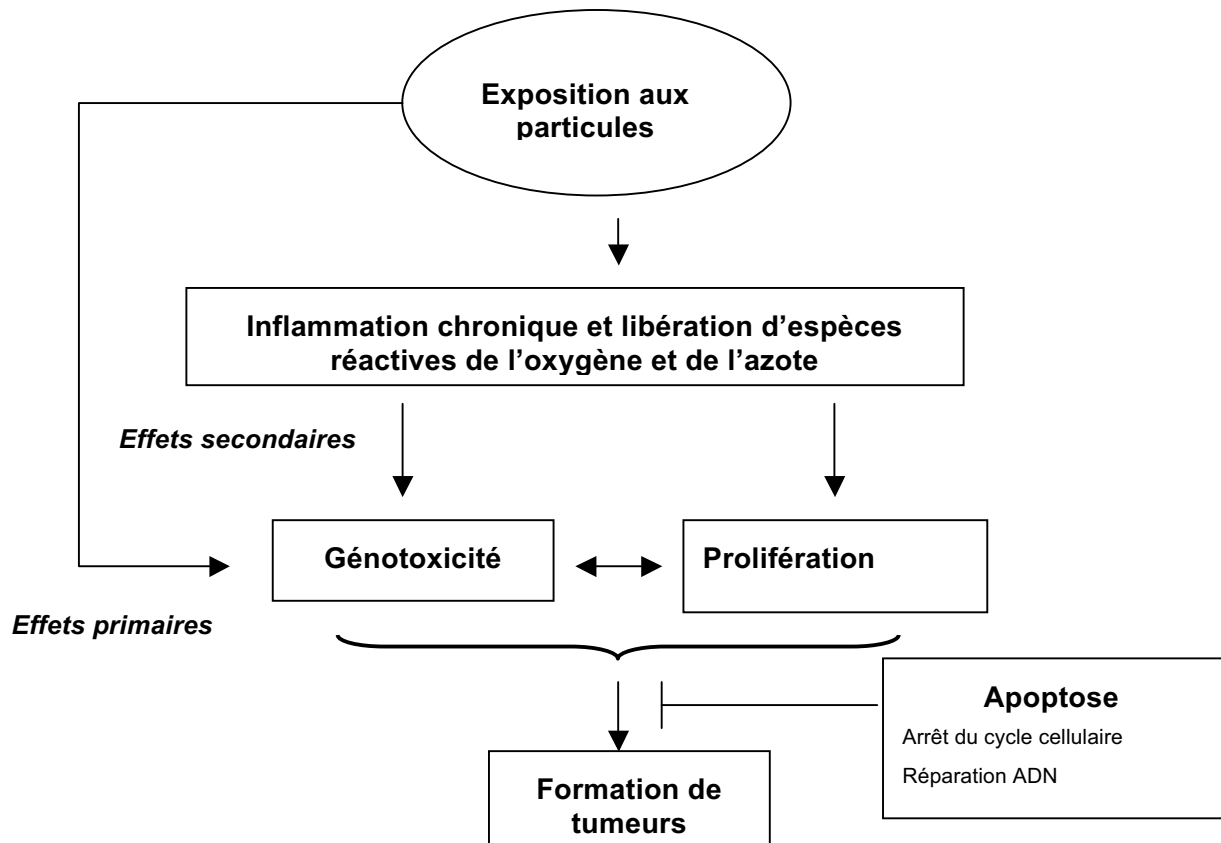 Exposition aux
particules
Inflammation chronique et libération d’espèces
réactives de l’oxygène et de l’azote
Effets secondaires
Génotoxicité
Prolifération
Effets primaires
Apoptose
Arrêt du cycle cellulaire
Réparation ADN
Formation de
tumeurs